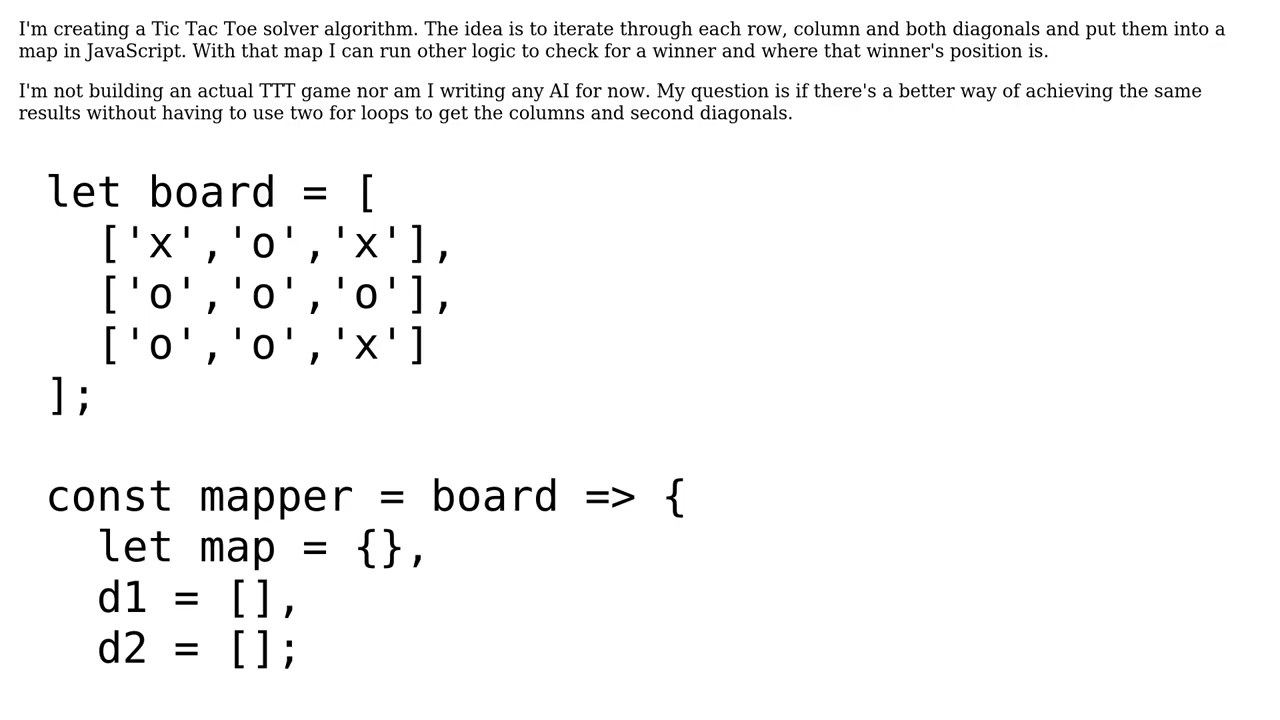 I'm creating a Tic Tac Toe solver algorithm. The idea is to iterate through each row, column and both diagonals and put them into a
map in JavaScript. With that map I can run other logic to check for a winner and where that winner's position is.
I'm not building an actual TTT game nor am I writing any AI for now. My question is if there's a better way of achieving the same
results without having to use two for loops to get the columns and second diagonals.
let board = [
  ['x','o','x'],
  ['o','o','o'],
  ['o','o','x']
];
const mapper = board => {
  let map = {},
  d1 = [],
  d2 = [];